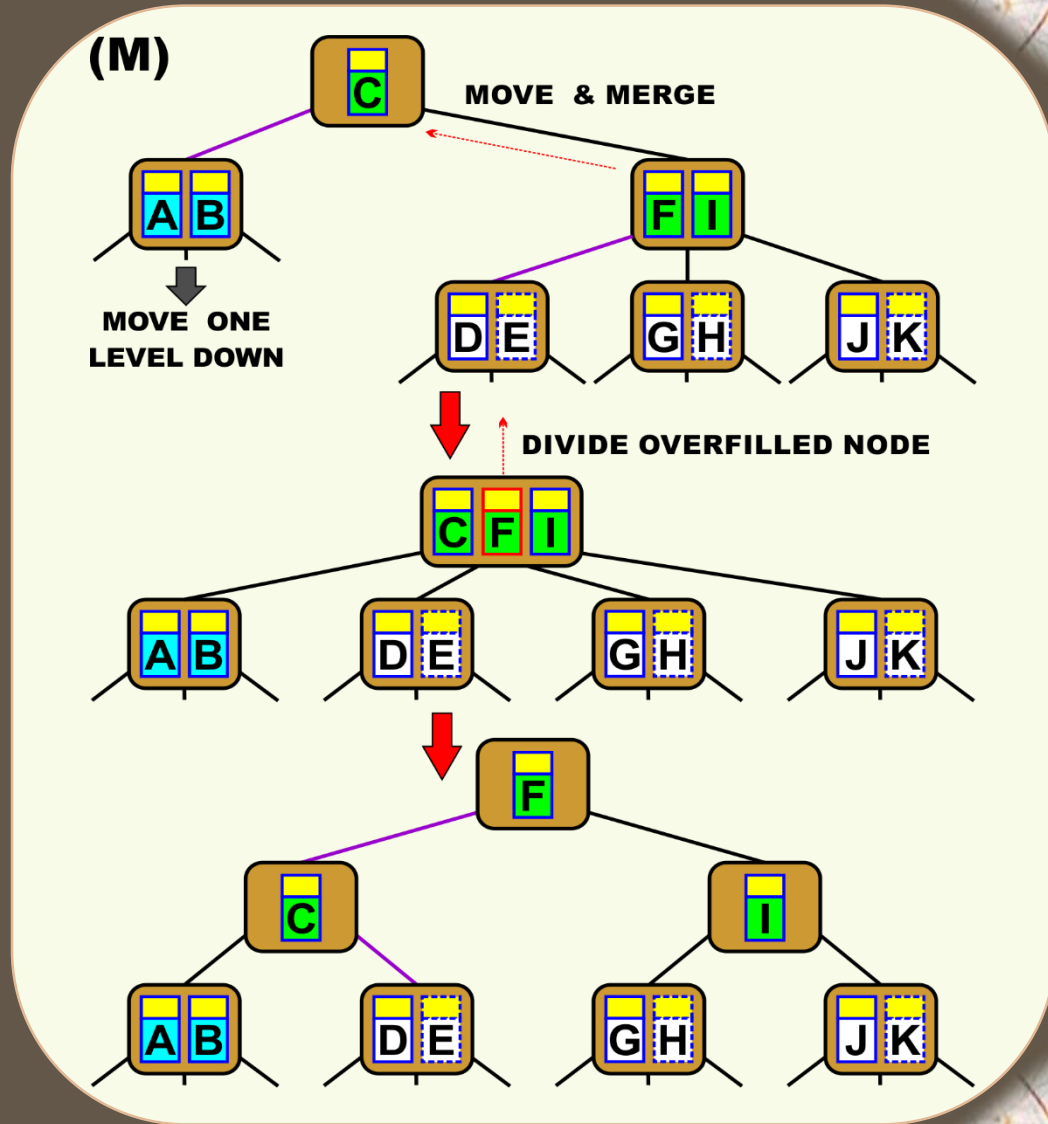 (M)
C
MOVE & MERGE
A B
F I
MOVE ONE
LEVEL DOWN
D E
G H
J K
DIVIDE OVERFILLED NODE
C F I
A B
D E
G H
J K
F
C
I
A B
D E
G H
J K